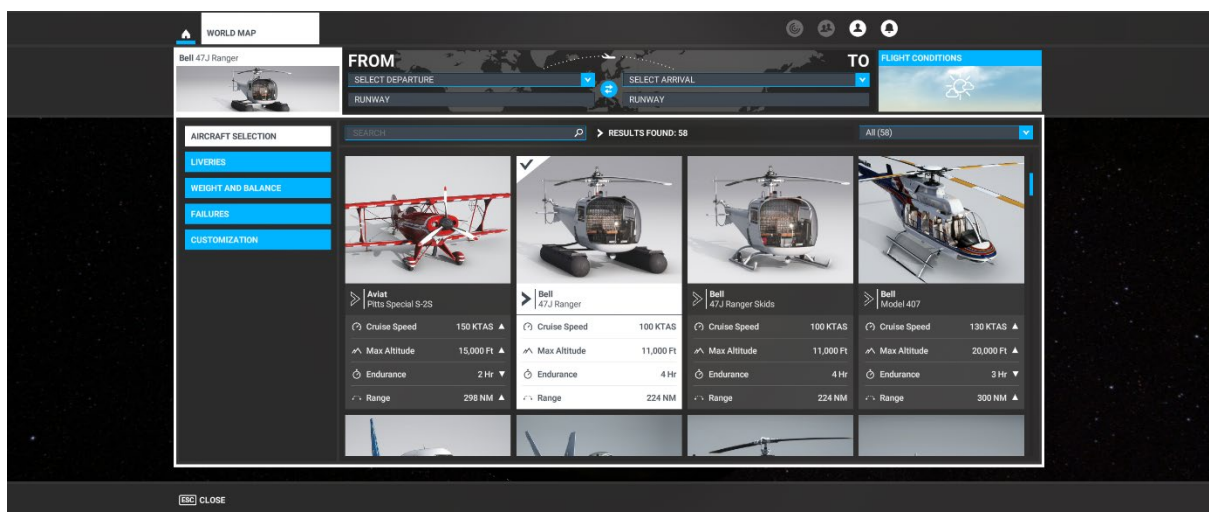 WORLD MAP
Bell 47J Ranger
FROM
TO
SELECT DEPARTURE
SELECT ARRIVAL
RUNWAY
RUNWAY
FLIGHT CONDITIONS
AIRCRAFT SELECTION
LIVERIES
WEIGHT AND BALANCE
FAILURES
CUSTOMIZATION
SEARCH
RESULTS FOUND: 58
All (58)
Aviat
Pitts Special S-2S
Cruise Speed 150 KTAS
Max Altitude 15,000 Ft
Endurance 2 Hr
Range 298 NM
Bell
47J Ranger
Cruise Speed 100 KTAS
Max Altitude 11,000 Ft
Endurance 4 Hr
Range 224 NM
Bell
47J Ranger Skids
Cruise Speed 100 KTAS
Max Altitude 11,000 Ft
Endurance 4 Hr
Range 224 NM
Bell
Model 407
Cruise Speed 130 KTAS
Max Altitude 20,000 Ft
Endurance 3 Hr
Range 300 NM
ESC CLOSE